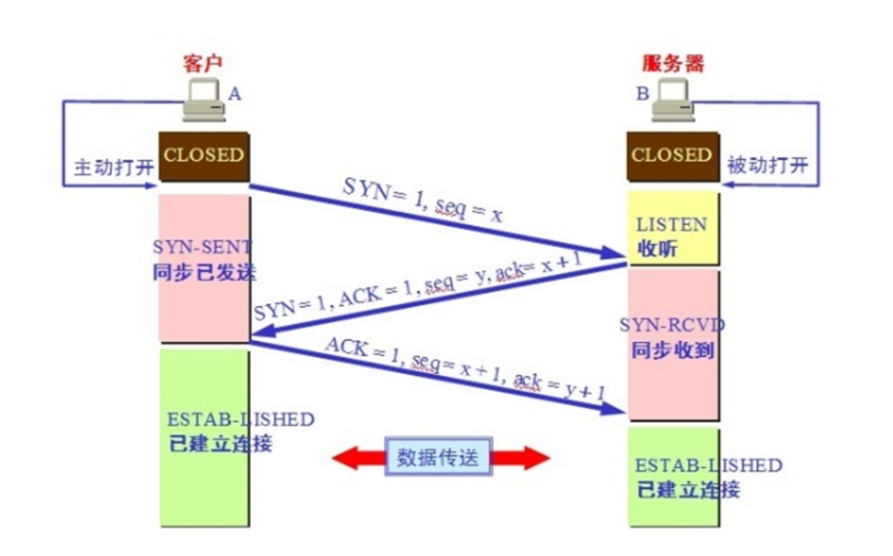 客户
服务器
A
B
CLOSED
CLOSED
主动打开
被动打开
SYN = 1, seq = x
LISTEN
收听
SYN-SENT
同步已发送
SYN = 1, ACK = 1, seq = y, ack= x + 1
SYN-RCVD
同步收到
ACK = 1, seq = x + 1, ack = y + 1
ESTAB-LISHED
已建立连接
数据传送
ESTAB-LISHED
已建立连接